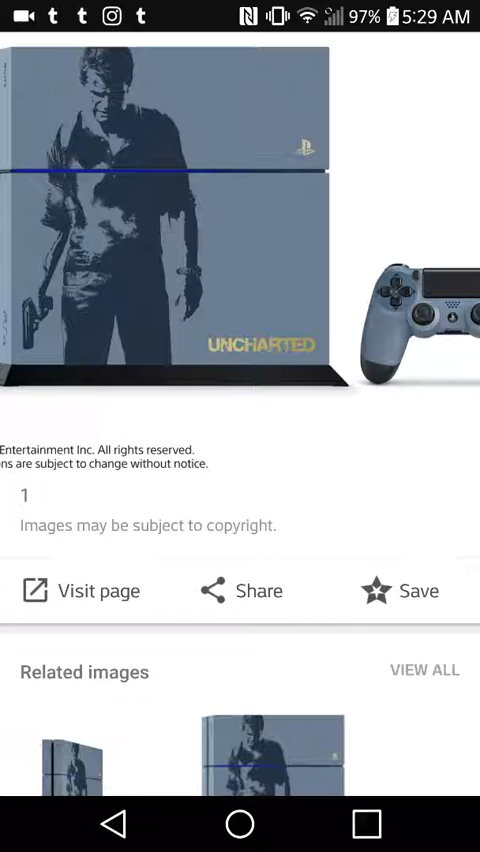 97% 5:29 AM
UNCHARTED
Entertainment Inc. All rights reserved.
ns are subject to change without notice.
1
Images may be subject to copyright.
Visit page Share Save
Related images VIEW ALL